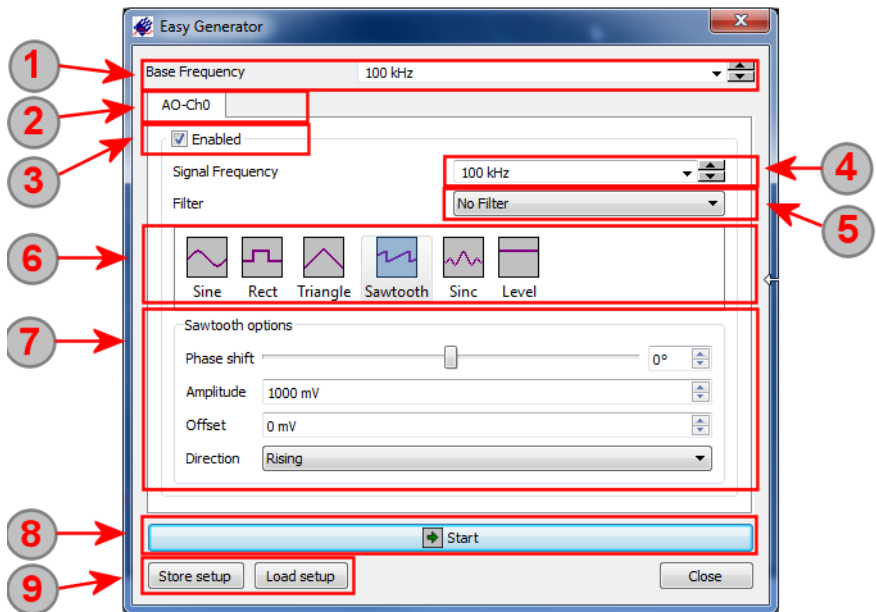 Easy Generator
1
Base Frequency 100 kHz
2
AO-Ch0
3
Enabled
Signal Frequency 100 kHz
4
Filter No Filter
5
6
Sine Rect Triangle Sawtooth Sinc Level
7
Sawtooth options
Phase shift 0°
Amplitude 1000 mV
Offset 0 mV
Direction Rising
8
Start
9
Store setup Load setup Close